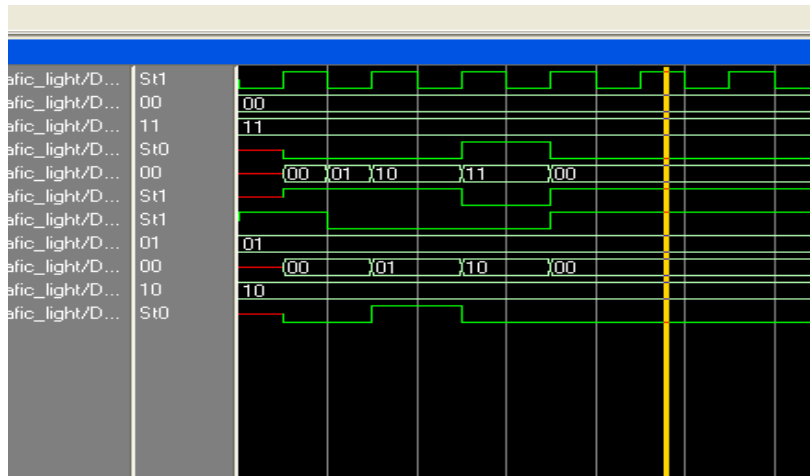 afic_light/D... St1
afic_light/D... 00 00
afic_light/D... 11 11
afic_light/D... St0
afic_light/D... 00 00 01 10 11 00
afic_light/D... St1
afic_light/D... St1
afic_light/D... 01 01
afic_light/D... 00 00 01 10 00
afic_light/D... 10 10
afic_light/D... St0